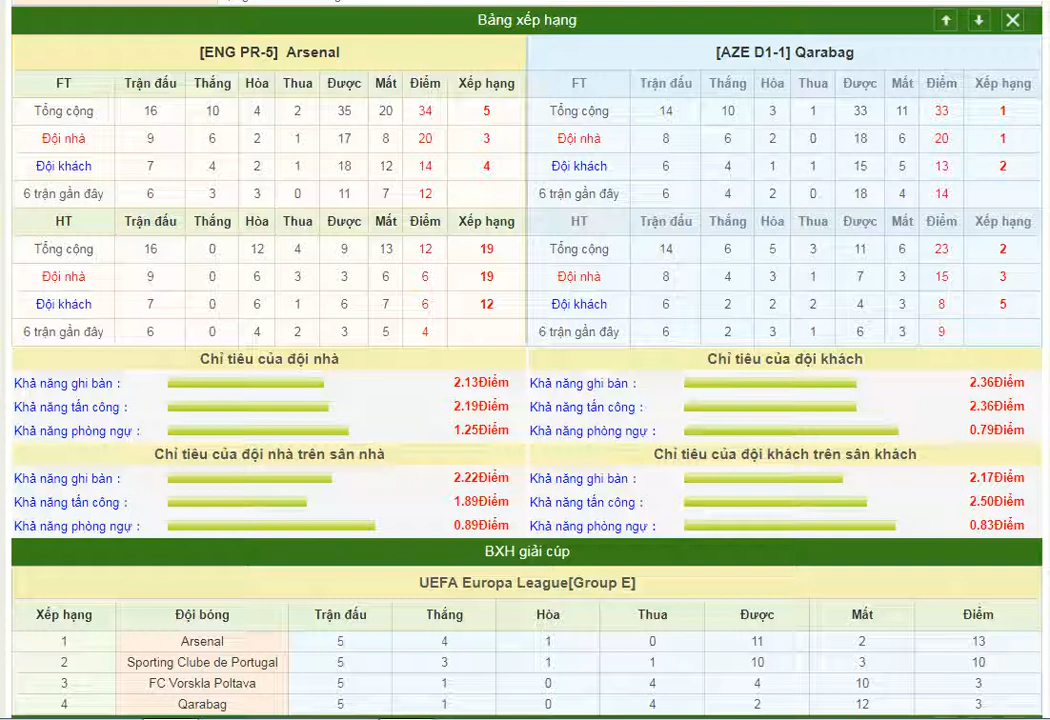 Bảng xếp hạng
[ENG PR-5] Arsenal [AZE D1-1] Qarabag
FT Trận đấu Thắng Hòa Thua Được Mất Điểm Xếp hạng FT Trận đấu Thắng Hòa Thua Được Mất Điểm Xếp hạng
Tổng cộng 16 10 4 2 35 20 34 5 Tổng cộng 14 10 3 1 33 11 33 1
Đội nhà 9 6 2 1 17 8 20 3 Đội nhà 8 6 2 0 18 6 20 1
Đội khách 7 4 2 1 18 12 14 4 Đội khách 6 4 1 1 15 5 13 2
6 trận gần đây 6 3 3 0 11 7 12 6 trận gần đây 6 4 2 0 18 4 14
HT Trận đấu Thắng Hòa Thua Được Mất Điểm Xếp hạng HT Trận đấu Thắng Hòa Thua Được Mất Điểm Xếp hạng
Tổng cộng 16 0 12 4 9 13 12 19 Tổng cộng 14 6 5 3 11 6 23 2
Đội nhà 9 0 6 3 3 6 6 19 Đội nhà 8 4 3 1 7 3 15 3
Đội khách 7 0 6 1 6 7 6 12 Đội khách 6 2 2 2 4 3 8 5
6 trận gần đây 6 0 4 2 3 5 4 6 trận gần đây 6 2 3 1 6 3 9
Chỉ tiêu của đội nhà Chỉ tiêu của đội khách
Khả năng ghi bàn : 2.13Điểm Khả năng ghi bàn : 2.36Điểm
Khả năng tấn công : 2.19Điểm Khả năng tấn công : 2.36Điểm
Khả năng phòng ngự : 1.25Điểm Khả năng phòng ngự : 0.79Điểm
Chỉ tiêu của đội nhà trên sân nhà Chỉ tiêu của đội khách trên sân khách
Khả năng ghi bàn : 2.22Điểm Khả năng ghi bàn : 2.17Điểm
Khả năng tấn công : 1.89Điểm Khả năng tấn công : 2.50Điểm
Khả năng phòng ngự : 0.89Điểm Khả năng phòng ngự : 0.83Điểm
BXH giải cúp
UEFA Europa League[Group E]
Xếp hạng Đội bóng Trận đấu Thắng Hòa Thua Được Mất Điểm
1 Arsenal 5 4 1 0 11 2 13
2 Sporting Clube de Portugal 5 3 1 1 10 3 10
3 FC Vorskla Poltava 5 1 0 4 4 10 3
4 Qarabag 5 1 0 4 2 12 3